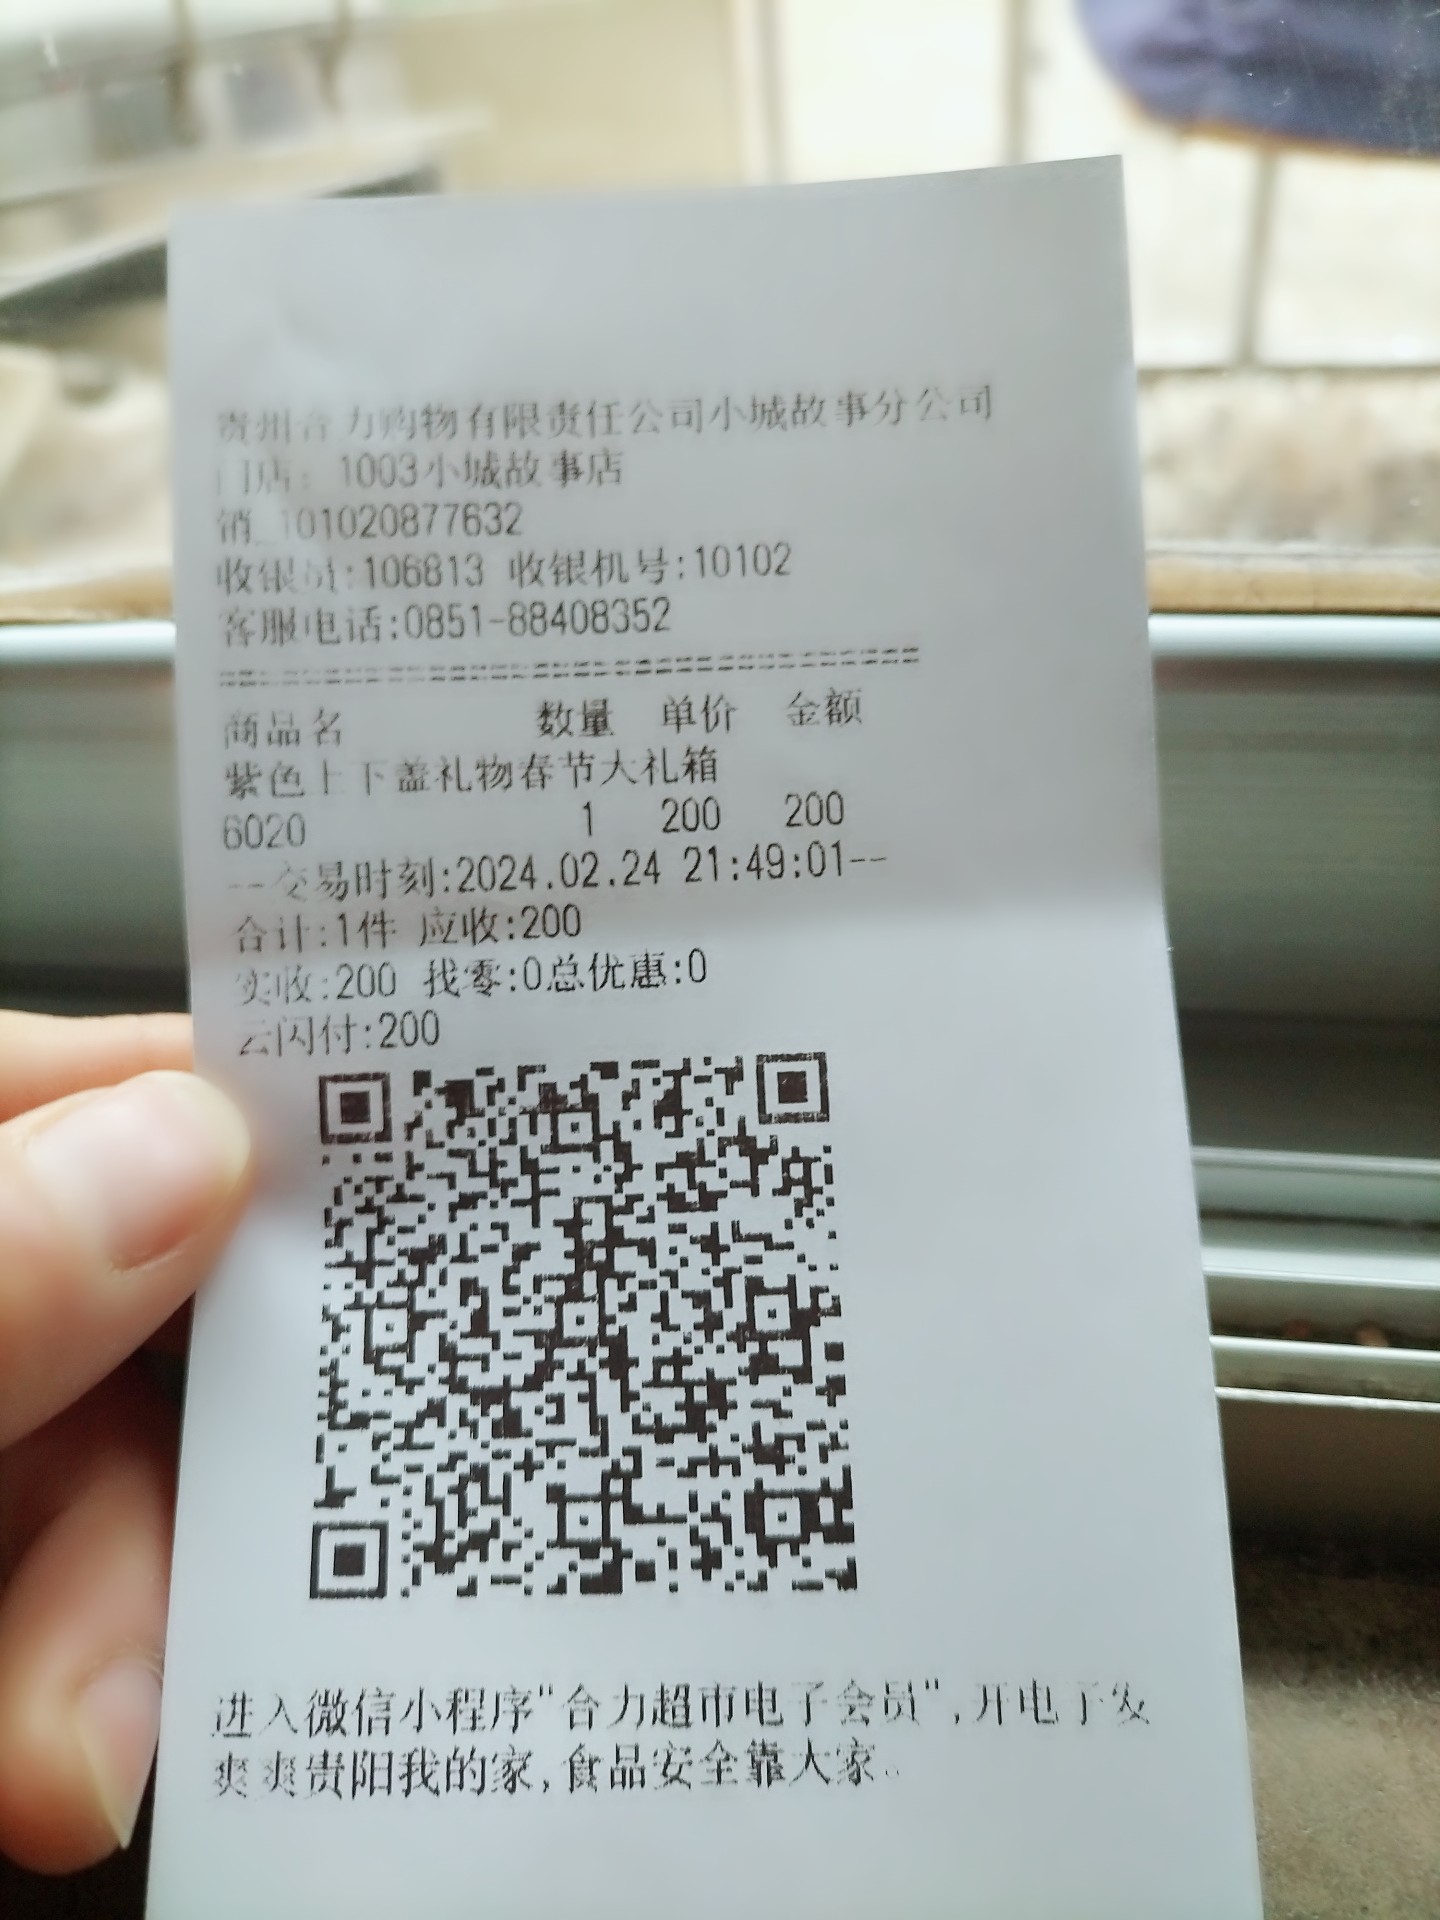 贵州合力购物有限责任公司小城故事分公司
门店: 1003小城故事店
销_101020877632
收银员:106813 收银机号:10102
客服电话:0851-88408352
商品名 数量 单价 金额
紫色上下盖礼物春节大礼箱
6020 1 200 200
--交易时刻:2024.02.24 21:49:01--
合计:1件 应收:200
实收:200 找零:0总优惠:0
云闪付:200
进入微信小程序"合力超市电子会员",开电子发
爽爽贵阳我的家,食品安全靠大家。